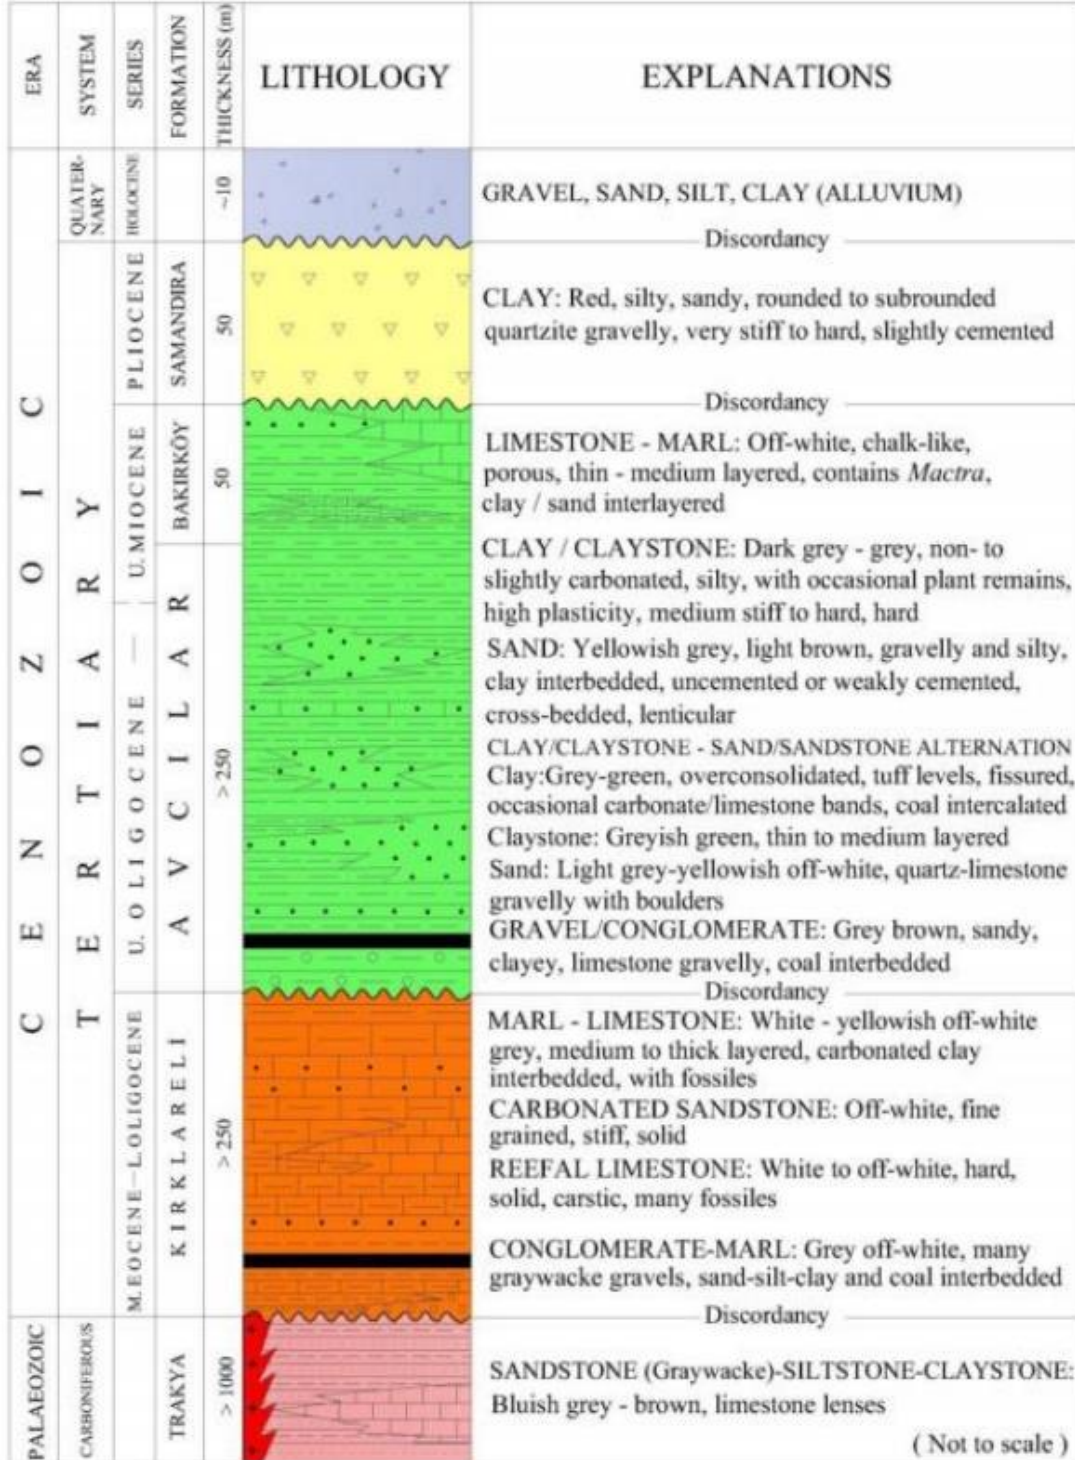 ERA
SYSTEM
SERIES
FORMATION
THICKNESS (m)
LITHOLOGY
EXPLANATIONS
CENOZOIC
QUATER-
NARY
HOLOCENE
~10
GRAVEL, SAND, SILT, CLAY (ALLUVIUM)
Discordancy
TERTIARY
PLIOCENE
SAMANDIRA
50
CLAY: Red, silty, sandy, rounded to subrounded
quartzite gravelly, very stiff to hard, slightly cemented
Discordancy
U.MIOCENE
BAKIRKÖY
50
LIMESTONE - MARL: Off-white, chalk-like,
porous, thin - medium layered, contains Mactra,
clay / sand interlayered
U. OLIGOCENE —
AVCILAR
> 250
CLAY / CLAYSTONE: Dark grey - grey, non- to
slightly carbonated, silty, with occasional plant remains,
high plasticity, medium stiff to hard, hard
SAND: Yellowish grey, light brown, gravelly and silty,
clay interbedded, uncemented or weakly cemented,
cross-bedded, lenticular
CLAY/CLAYSTONE - SAND/SANDSTONE ALTERNATION
Clay:Grey-green, overconsolidated, tuff levels, fissured,
occasional carbonate/limestone bands, coal intercalated
Claystone: Greyish green, thin to medium layered
Sand: Light grey-yellowish off-white, quartz-limestone
gravelly with boulders
GRAVEL/CONGLOMERATE: Grey brown, sandy,
clayey, limestone gravelly, coal interbedded
Discordancy
M.EOCENE–L.OLIGOCENE
KIRKLARELI
> 250
MARL - LIMESTONE: White - yellowish off-white
grey, medium to thick layered, carbonated clay
interbedded, with fossiles
CARBONATED SANDSTONE: Off-white, fine
grained, stiff, solid
REEFAL LIMESTONE: White to off-white, hard,
solid, carstic, many fossiles
CONGLOMERATE-MARL: Grey off-white, many
graywacke gravels, sand-silt-clay and coal interbedded
Discordancy
PALAEOZOIC
CARBONIFEROUS
TRAKYA
> 1000
SANDSTONE (Graywacke)-SILTSTONE-CLAYSTONE:
Bluish grey - brown, limestone lenses
( Not to scale )